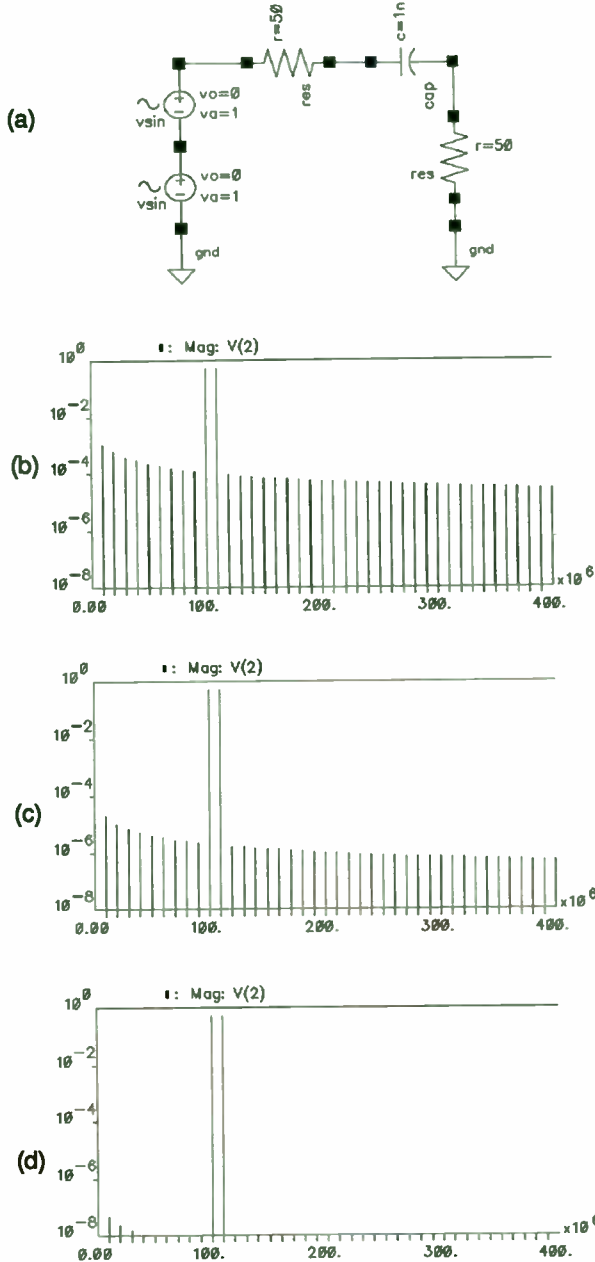 (a)
r=50
res
c=1n
cap
r=50
res
vsin
vo=0
va=1
vsin
vo=0
va=1
gnd
gnd
(b)
: Mag: V(2)
10^0
10^-2
10^-4
10^-6
10^-8
0.00 100. 200. 300. 400. ×10^6
(c)
: Mag: V(2)
10^0
10^-2
10^-4
10^-6
10^-8
0.00 100. 200. 300. 400. ×10^6
(d)
: Mag: V(2)
10^0
10^-2
10^-4
10^-6
10^-8
0.00 100. 200. 300. 400. ×10^6